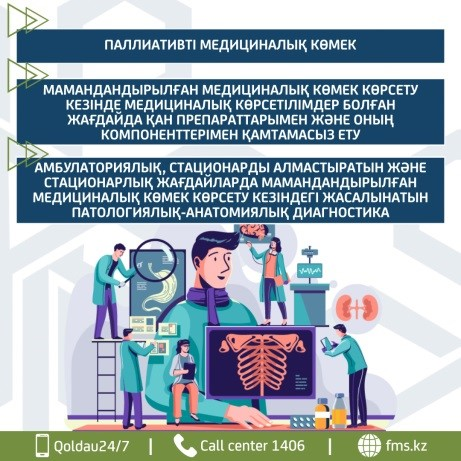 ПАЛЛИАТИВТІ МЕДИЦИНАЛЫҚ КӨМЕК
МАМАНДАНДЫРЫЛҒАН МЕДИЦИНАЛЫҚ КӨМЕК КӨРСЕТУ
КЕЗІНДЕ МЕДИЦИНАЛЫҚ КӨРСЕТІЛІМДЕР БОЛҒАН
ЖАҒДАЙДА ҚАН ПРЕПАРАТТАРЫМЕН ЖӘНЕ ОНЫҢ
КОМПОНЕНТТЕРІМЕН ҚАМТАМАСЫЗ ЕТУ
АМБУЛАТОРИЯЛЫҚ, СТАЦИОНАРДЫ АЛМАСТЫРАТЫН ЖӘНЕ
СТАЦИОНАРЛЫҚ ЖАҒДАЙЛАРДА МАМАНДАНДЫРЫЛҒАН
МЕДИЦИНАЛЫҚ КӨМЕК КӨРСЕТУ КЕЗІНДЕГІ ЖАСАЛЫНАТЫН
ПАТОЛОГИЯЛЫҚ-АНАТОМИЯЛЫҚ ДИАГНОСТИКА
Qoldau24/7 | Call center 1406 | fms.kz